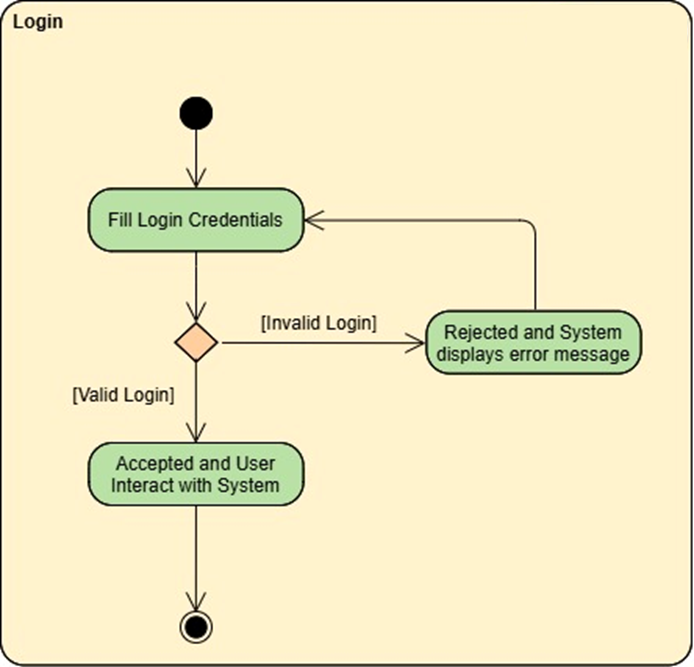 Login
Fill Login Credentials
[Invalid Login]
Rejected and System
displays error message
[Valid Login]
Accepted and User
Interact with System